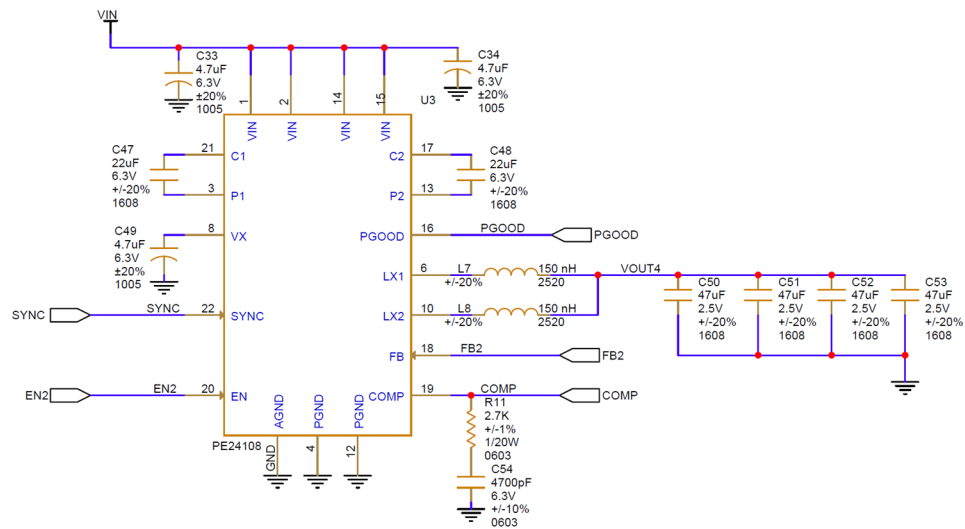 VIN
C33
4.7uF
6.3V
±20%
1005
C34
4.7uF
6.3V
±20%
1005
1
2
14
15
U3
VIN
VIN
VIN
VIN
C47
22uF
6.3V
+/-20%
1608
21
C1
3
P1
C2
17
P2
13
C48
22uF
6.3V
+/-20%
1608
C49
4.7uF
6.3V
±20%
1005
8
VX
PGOOD
16
PGOOD
PGOOD
LX1
6
L7
+/-20%
150 nH
2520
VOUT4
SYNC
SYNC
22
SYNC
LX2
10
L8
+/-20%
150 nH
2520
C50
47uF
2.5V
+/-20%
1608
C51
47uF
2.5V
+/-20%
1608
C52
47uF
2.5V
+/-20%
1608
C53
47uF
2.5V
+/-20%
1608
FB
18
FB2
FB2
EN2
EN2
20
EN
COMP
19
COMP
COMP
R11
2.7K
+/-1%
1/20W
0603
AGND
PGND
PGND
PE24108
GND
4
12
C54
4700pF
6.3V
+/-10%
0603